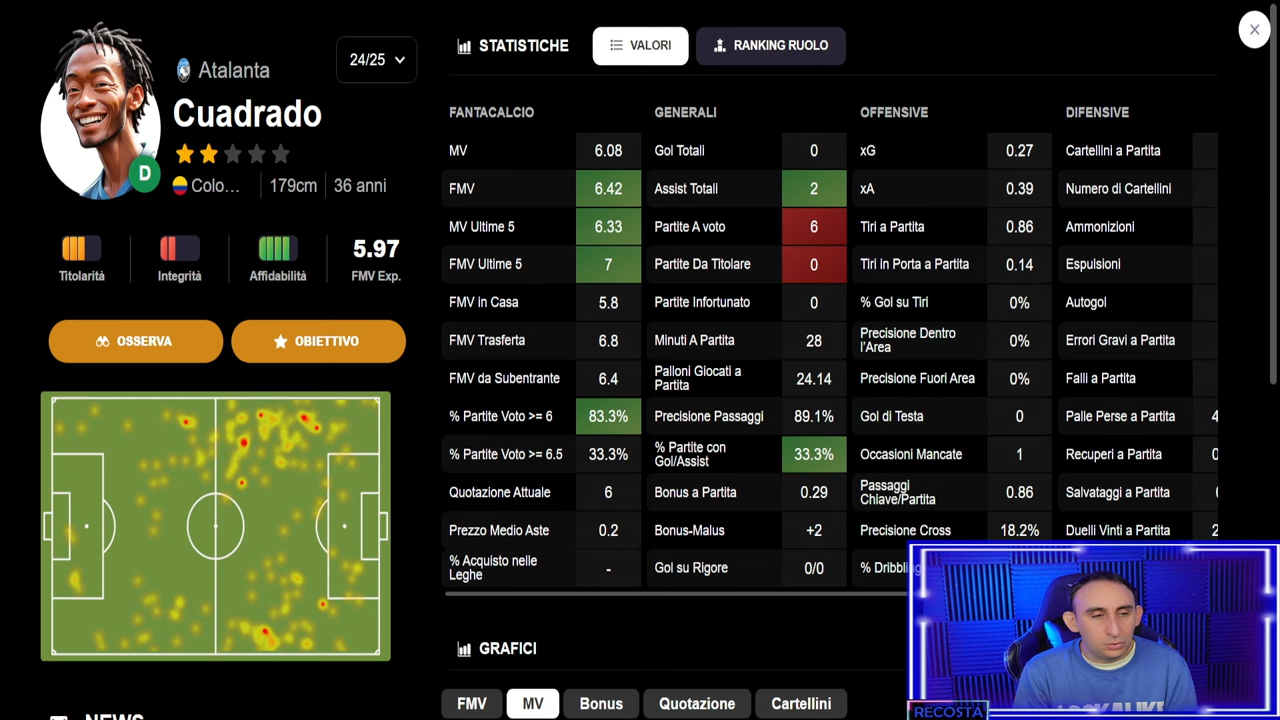 Atalanta
Cuadrado
D
Colo...
179cm
36 anni
24/25
Titolarità
Integrità
Affidabilità
5.97
FMV Exp.
OSSERVA
OBIETTIVO
STATISTICHE
VALORI
RANKING RUOLO
FANTACALCIO
MV 6.08
FMV 6.42
MV Ultime 5 6.33
FMV Ultime 5 7
FMV in Casa 5.8
FMV Trasferta 6.8
FMV da Subentrante 6.4
% Partite Voto >= 6 83.3%
% Partite Voto >= 6.5 33.3%
Quotazione Attuale 6
Prezzo Medio Aste 0.2
% Acquisto nelle
Leghe -
GENERALI
Gol Totali 0
Assist Totali 2
Partite A voto 6
Partite Da Titolare 0
Partite Infortunato 0
Minuti A Partita 28
Palloni Giocati a
Partita 24.14
Precisione Passaggi 89.1%
% Partite con
Gol/Assist 33.3%
Bonus a Partita 0.29
Bonus-Malus +2
Gol su Rigore 0/0
OFFENSIVE
xG 0.27
xA 0.39
Tiri a Partita 0.86
Tiri in Porta a Partita 0.14
% Gol su Tiri 0%
Precisione Dentro
l'Area 0%
Precisione Fuori Area 0%
Gol di Testa 0
Occasioni Mancate 1
Passaggi
Chiave/Partita 0.86
Precisione Cross 18.2%
% Dribbling
DIFENSIVE
Cartellini a Partita
Numero di Cartellini
Ammonizioni
Espulsioni
Autogol
Errori Gravi a Partita
Falli a Partita
Palle Perse a Partita 4
Recuperi a Partita
Salvataggi a Partita
Duelli Vinti a Partita 2
GRAFICI
FMV
MV
Bonus
Quotazione
Cartellini
NEWS
RECOSTA
LOOKALIKE